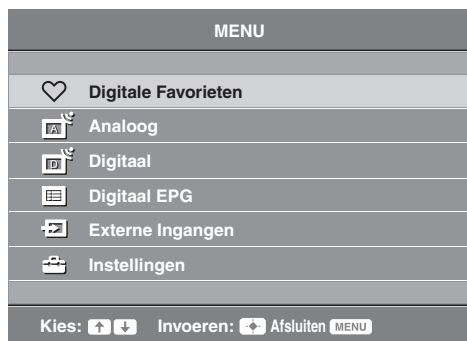 MENU
Digitale Favorieten
A Analoog
D Digitaal
Digitaal EPG
Externe Ingangen
Instellingen
Kies: Invoeren: Afsluiten MENU